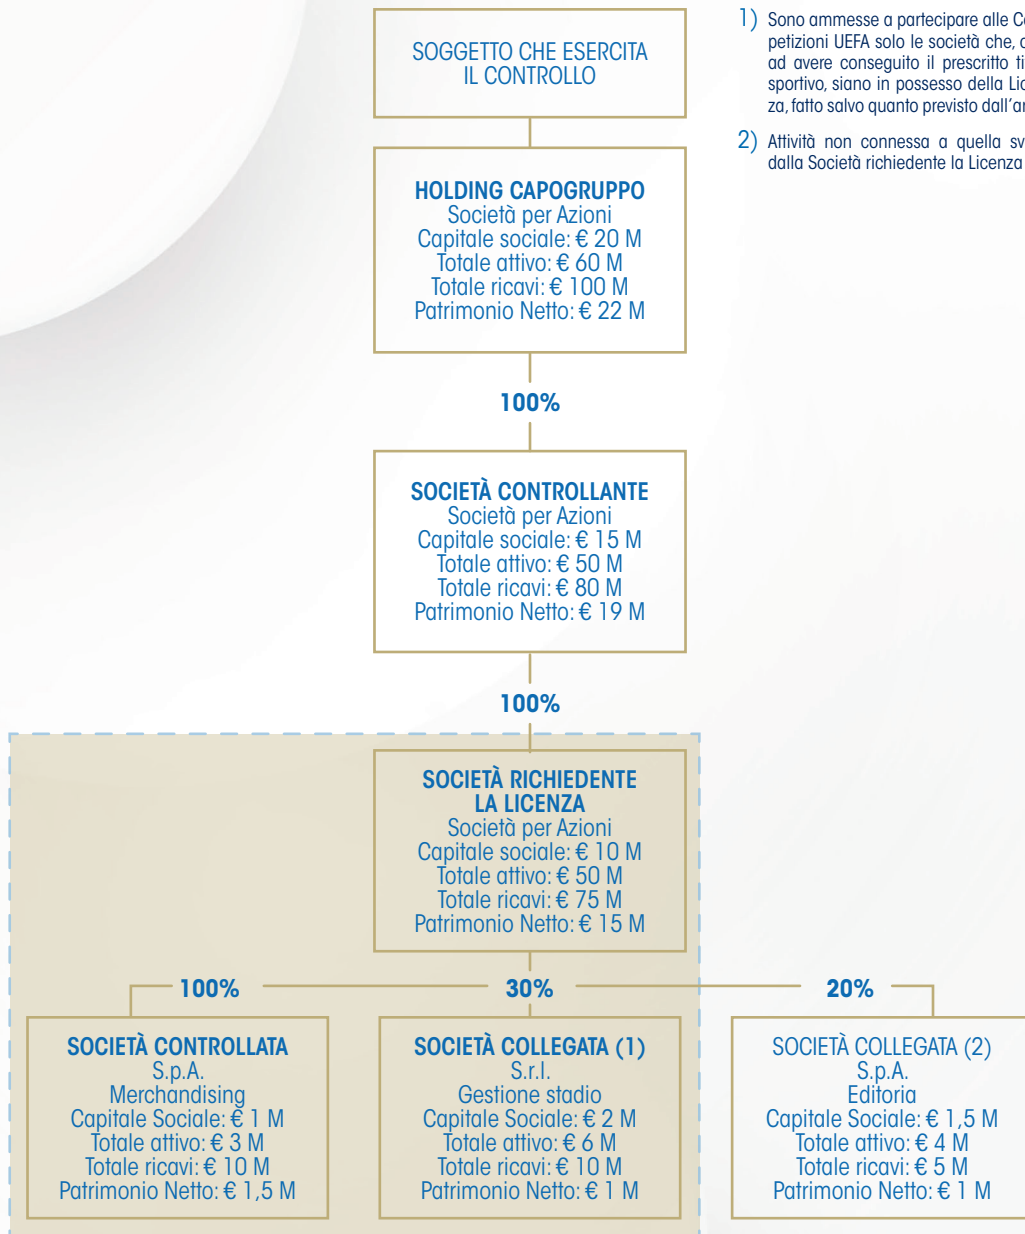 SOGGETTO CHE ESERCITA
IL CONTROLLO
1) Sono ammesse a partecipare alle
petizioni UEFA solo le società che,
ad avere conseguito il prescritto
sportivo, siano in possesso della
za, fatto salvo quanto previsto
2) Attività non connessa a quella
dalla Società richiedente la Licenza
HOLDING CAPOGRUPPO
Società per Azioni
Capitale sociale: € 20 M
Totale attivo: € 60 M
Totale ricavi: € 100 M
Patrimonio Netto: € 22 M
100%
SOCIETÀ CONTROLLANTE
Società per Azioni
Capitale sociale: € 15 M
Totale attivo: € 50 M
Totale ricavi: € 80 M
Patrimonio Netto: € 19 M
100%
SOCIETÀ RICHIEDENTE
LA LICENZA
Società per Azioni
Capitale sociale: € 10 M
Totale attivo: € 50 M
Totale ricavi: € 75 M
Patrimonio Netto: € 15 M
100%
30%
20%
SOCIETÀ CONTROLLATA
S.p.A.
Merchandising
Capitale Sociale: € 1 M
Totale attivo: € 3 M
Totale ricavi: € 10 M
Patrimonio Netto: € 1,5 M
SOCIETÀ COLLEGATA (1)
S.r.l.
Gestione stadio
Capitale Sociale: € 2 M
Totale attivo: € 6 M
Totale ricavi: € 10 M
Patrimonio Netto: € 1 M
SOCIETÀ COLLEGATA (2)
S.p.A.
Editoria
Capitale Sociale: € 1,5 M
Totale attivo: € 4 M
Totale ricavi: € 5 M
Patrimonio Netto: € 1 M